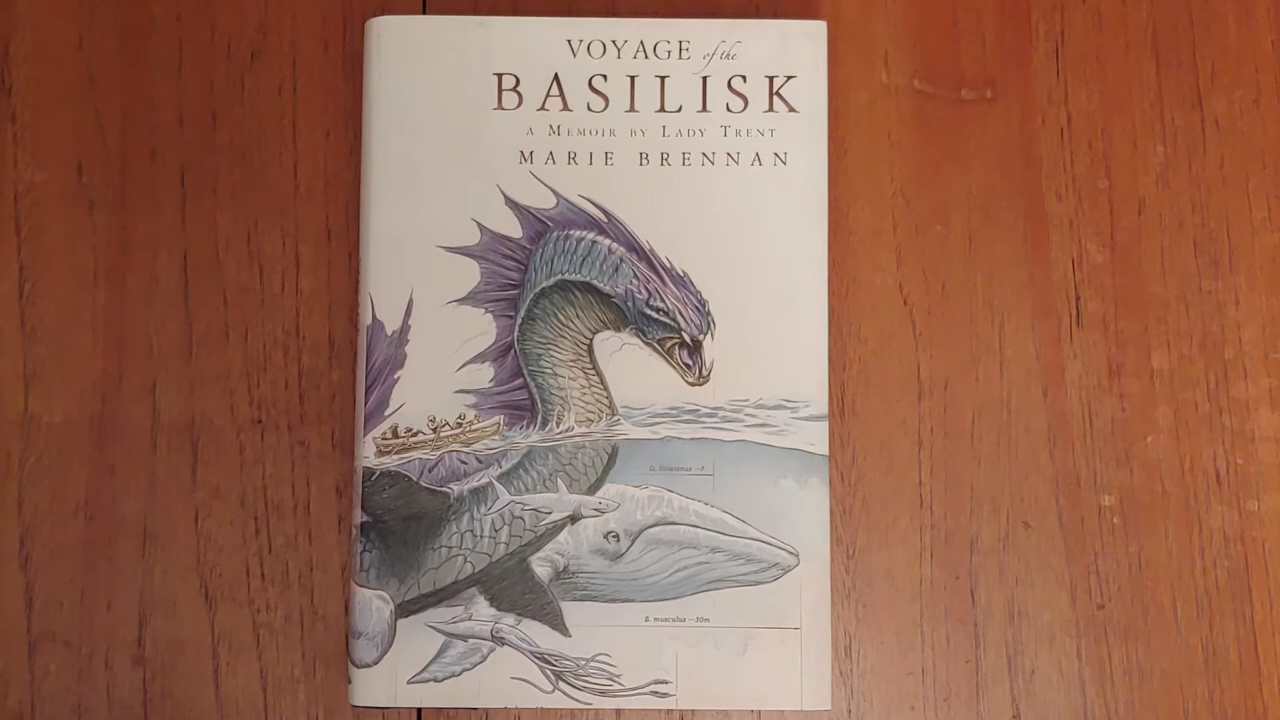 VOYAGE of the
BASILISK
A MEMOIR BY LADY TRENT
MARIE BRENNAN
B. musculus —30m